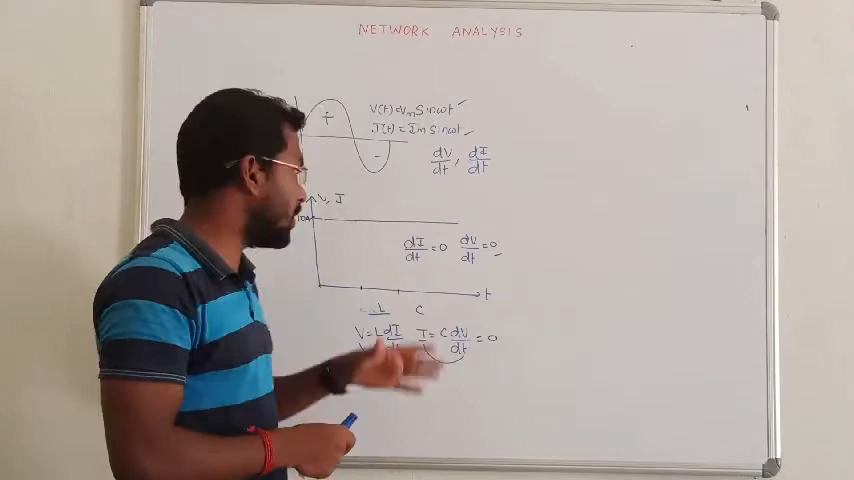 NETWORK ANALYSIS
+
V(t)=Vm Sinωt
I(t)=Im Sinωt
-
dV/dt, dI/dt
V, I
10A
dI/dt=0 dV/dt=0
t
L C
V=L dI/dt I=C dV/dt=0